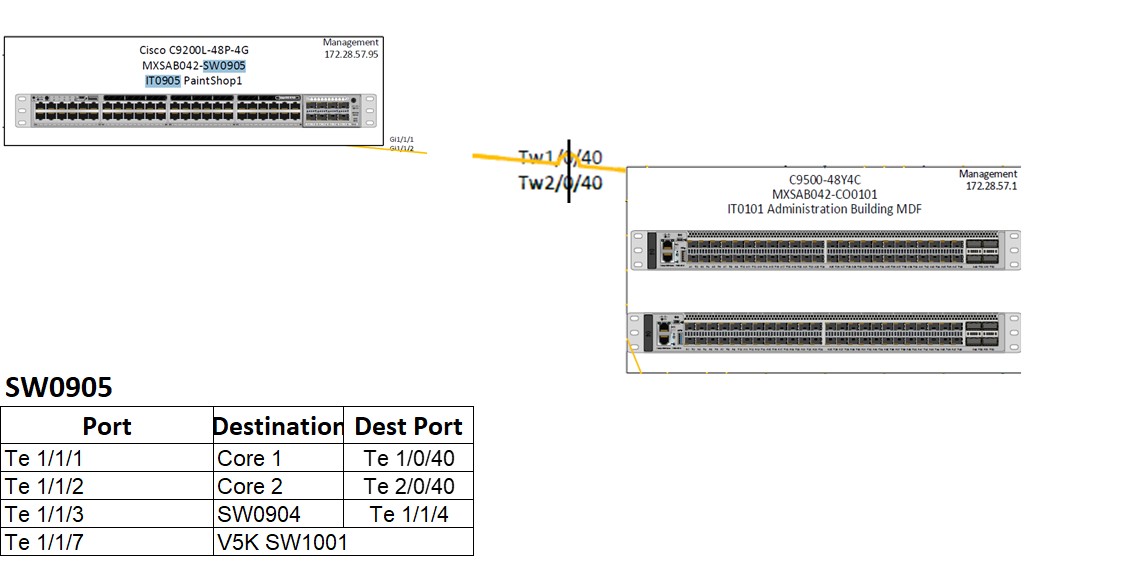 Cisco C9200L-48P-4G
Management
172.28.57.95
MXSAB042-SW0905
IT0905 PaintShop1
Gi1/1/1
Gi1/1/2
Tw1/0/40
Tw2/0/40
C9500-48Y4C
Management
172.28.57.1
MXSAB042-CO0101
IT0101 Administration Building MDF
SW0905
Port Destination Dest Port
Te 1/1/1 Core 1 Te 1/0/40
Te 1/1/2 Core 2 Te 2/0/40
Te 1/1/3 SW0904 Te 1/1/4
Te 1/1/7 V5K SW1001